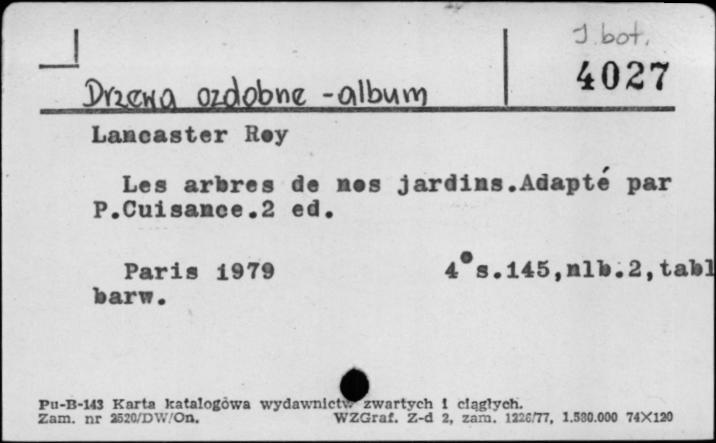 J. bot.
4027
Drzewa ozdobne - album
Lancaster Roy
Les arbres de nos jardins.Adapté par
P.Cuisance.2 ed.
Paris 1979 4°s.145,nlb.2,tabl
barw.
Pu-B-143 Karta katalogowa wydawnictw zwartych i ciągłych.
Zam. nr 2520/DW/On. WZGraf. Z-d 2, zam. 1226/77, 1.580.000 74X120